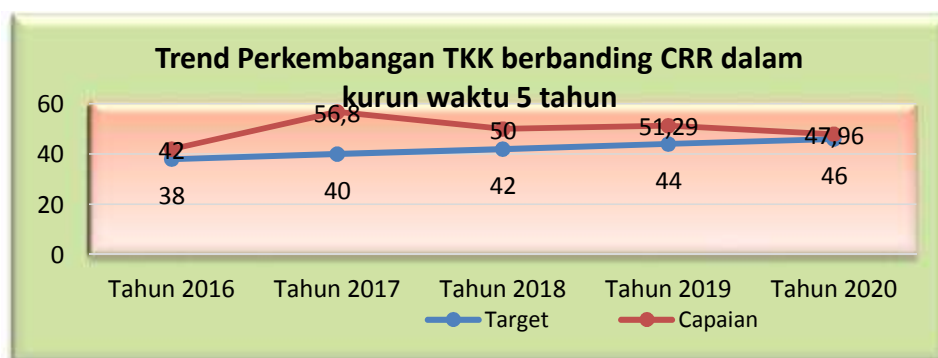 Trend Perkembangan TKK berbanding CRR dalam
kurun waktu 5 tahun
60
40
20
0
42
56,8
50
51,29
47,96
38
40
42
44
46
Tahun 2016
Tahun 2017
Tahun 2018
Tahun 2019
Tahun 2020
Target
Capaian